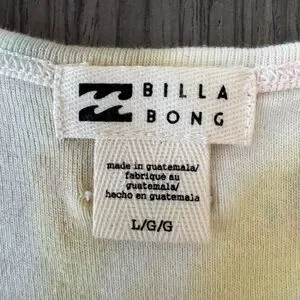 BILLA
BONG
made in guatemala/
fabriqué au
guatemala/
hecho en guatemala
L/G/G